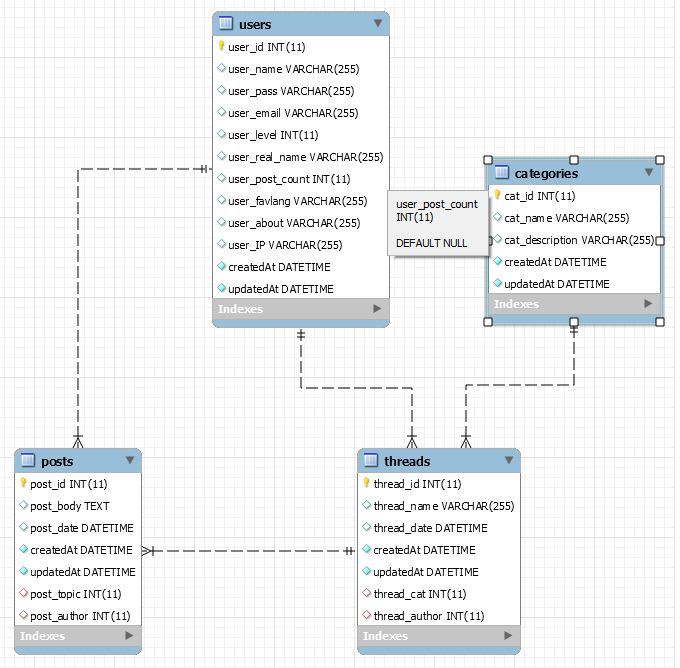 users
user_id INT(11)
user_name VARCHAR(255)
user_pass VARCHAR(255)
user_email VARCHAR(255)
user_level INT(11)
user_real_name VARCHAR(255)
user_post_count INT(11)
user_favlang VARCHAR(255)
user_about VARCHAR(255)
user_IP VARCHAR(255)
createdAt DATETIME
updatedAt DATETIME
Indexes
user_post_count
INT(11)
DEFAULT NULL
categories
cat_id INT(11)
cat_name VARCHAR(255)
cat_description VARCHAR(255)
createdAt DATETIME
updatedAt DATETIME
Indexes
posts
post_id INT(11)
post_body TEXT
post_date DATETIME
createdAt DATETIME
updatedAt DATETIME
post_topic INT(11)
post_author INT(11)
Indexes
threads
thread_id INT(11)
thread_name VARCHAR(255)
thread_date DATETIME
createdAt DATETIME
updatedAt DATETIME
thread_cat INT(11)
thread_author INT(11)
Indexes